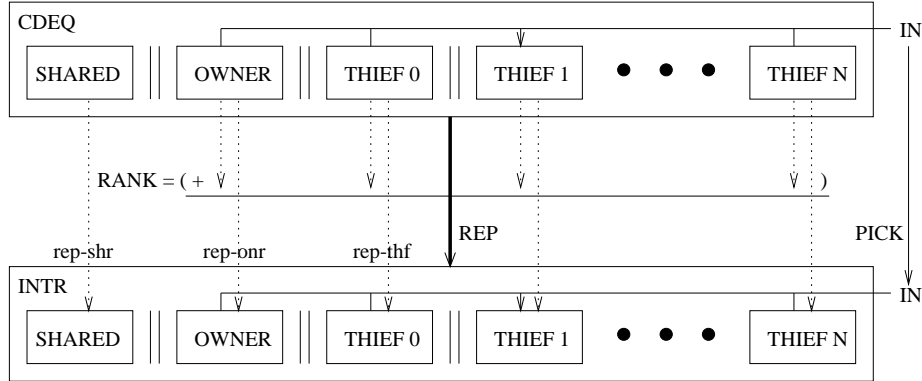 CDEQ
IN
SHARED || OWNER || THIEF 0 || THIEF 1 ● ● ● THIEF N
RANK = ( + )
REP
PICK
rep-shr rep-onr rep-thf
INTR
IN
SHARED || OWNER || THIEF 0 || THIEF 1 ● ● ● THIEF N